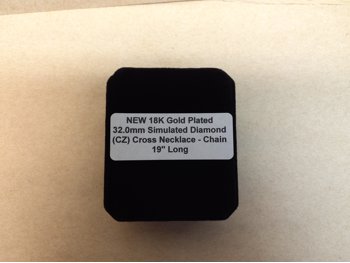 NEW 18K Gold Plated
32.0mm Simulated Diamond
(CZ) Cross Necklace - Chain
19" Long